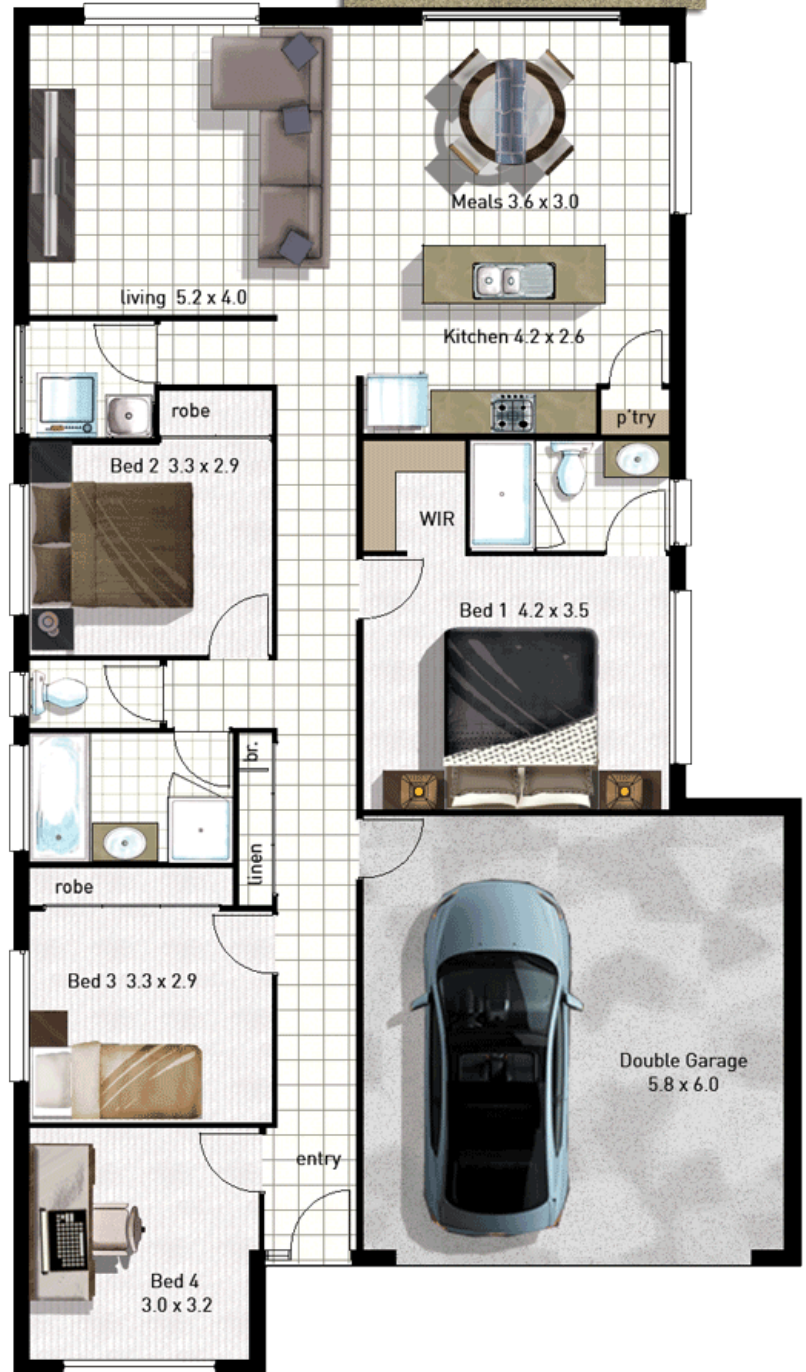 Meals 3.6 x 3.0
living 5.2 x 4.0
Kitchen 4.2 x 2.6
robe
p'try
Bed 2 3.3 x 2.9
WIR
Bed 1 4.2 x 3.5
br.
linen
robe
Bed 3 3.3 x 2.9
Double Garage
5.8 x 6.0
entry
Bed 4
3.0 x 3.2